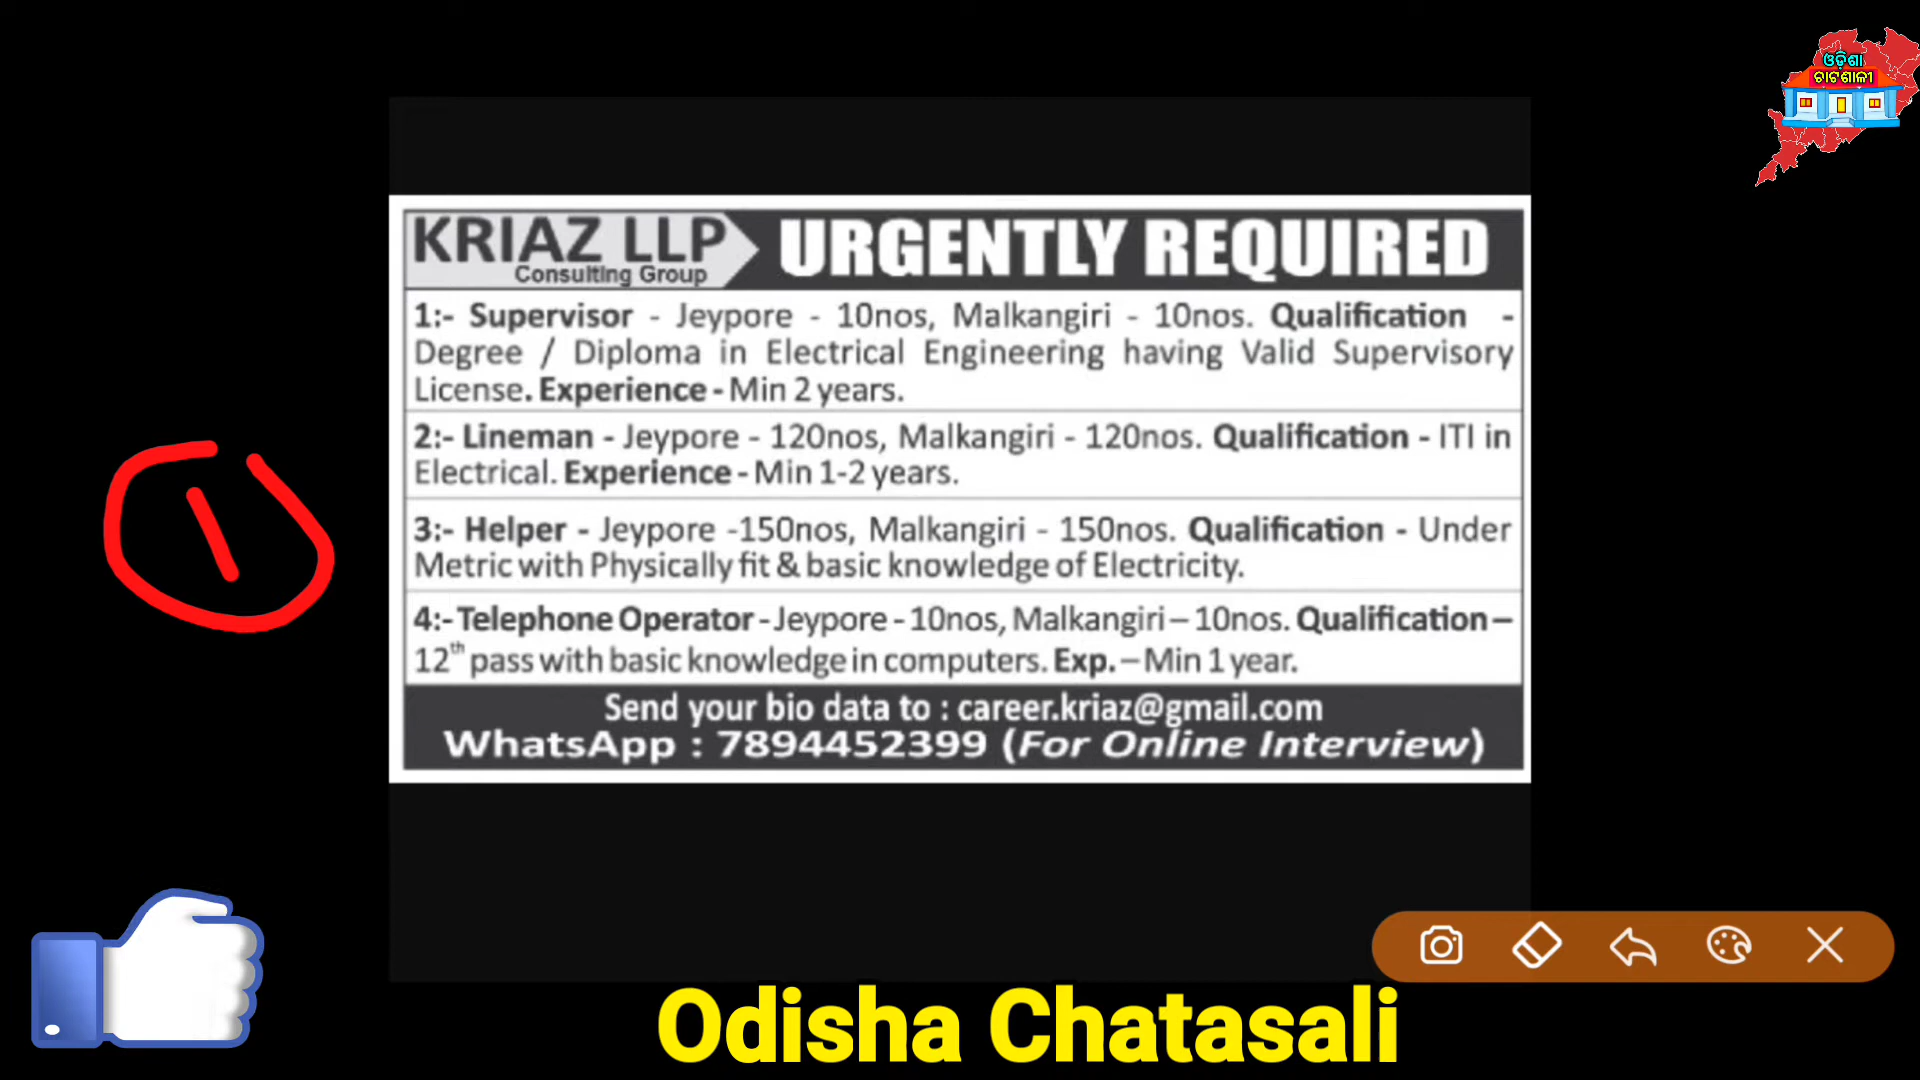 ଓଡ଼ିଶା
ଚାଟଶାଳୀ
KRIAZ LLP
Consulting Group
URGENTLY REQUIRED
1:- Supervisor - Jeypore - 10nos, Malkangiri - 10nos. Qualification -
Degree / Diploma in Electrical Engineering having Valid Supervisory
License. Experience - Min 2 years.
2:- Lineman - Jeypore - 120nos, Malkangiri - 120nos. Qualification - ITI in
Electrical. Experience - Min 1-2 years.
3:- Helper - Jeypore -150nos, Malkangiri - 150nos. Qualification - Under
Metric with Physically fit & basic knowledge of Electricity.
4:- Telephone Operator - Jeypore - 10nos, Malkangiri – 10nos. Qualification –
12th pass with basic knowledge in computers. Exp. – Min 1 year.
Send your bio data to : career.kriaz@gmail.com
WhatsApp : 7894452399 (For Online Interview)
1
Odisha Chatasali